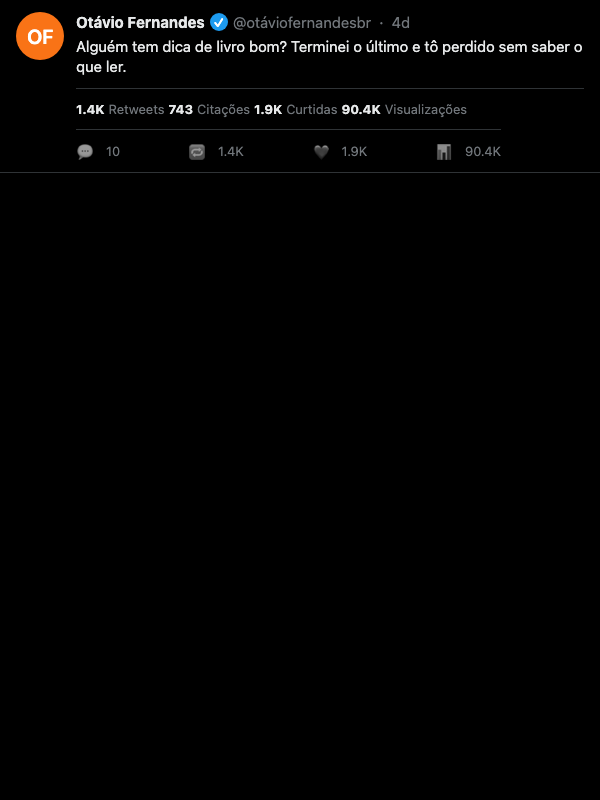 OF
Otávio Fernandes @otáviofernandesbr · 4d
Alguém tem dica de livro bom? Terminei o último e tô perdido sem saber o
que ler.
1.4K Retweets 743 Citações 1.9K Curtidas 90.4K Visualizações
10 1.4K 1.9K 90.4K